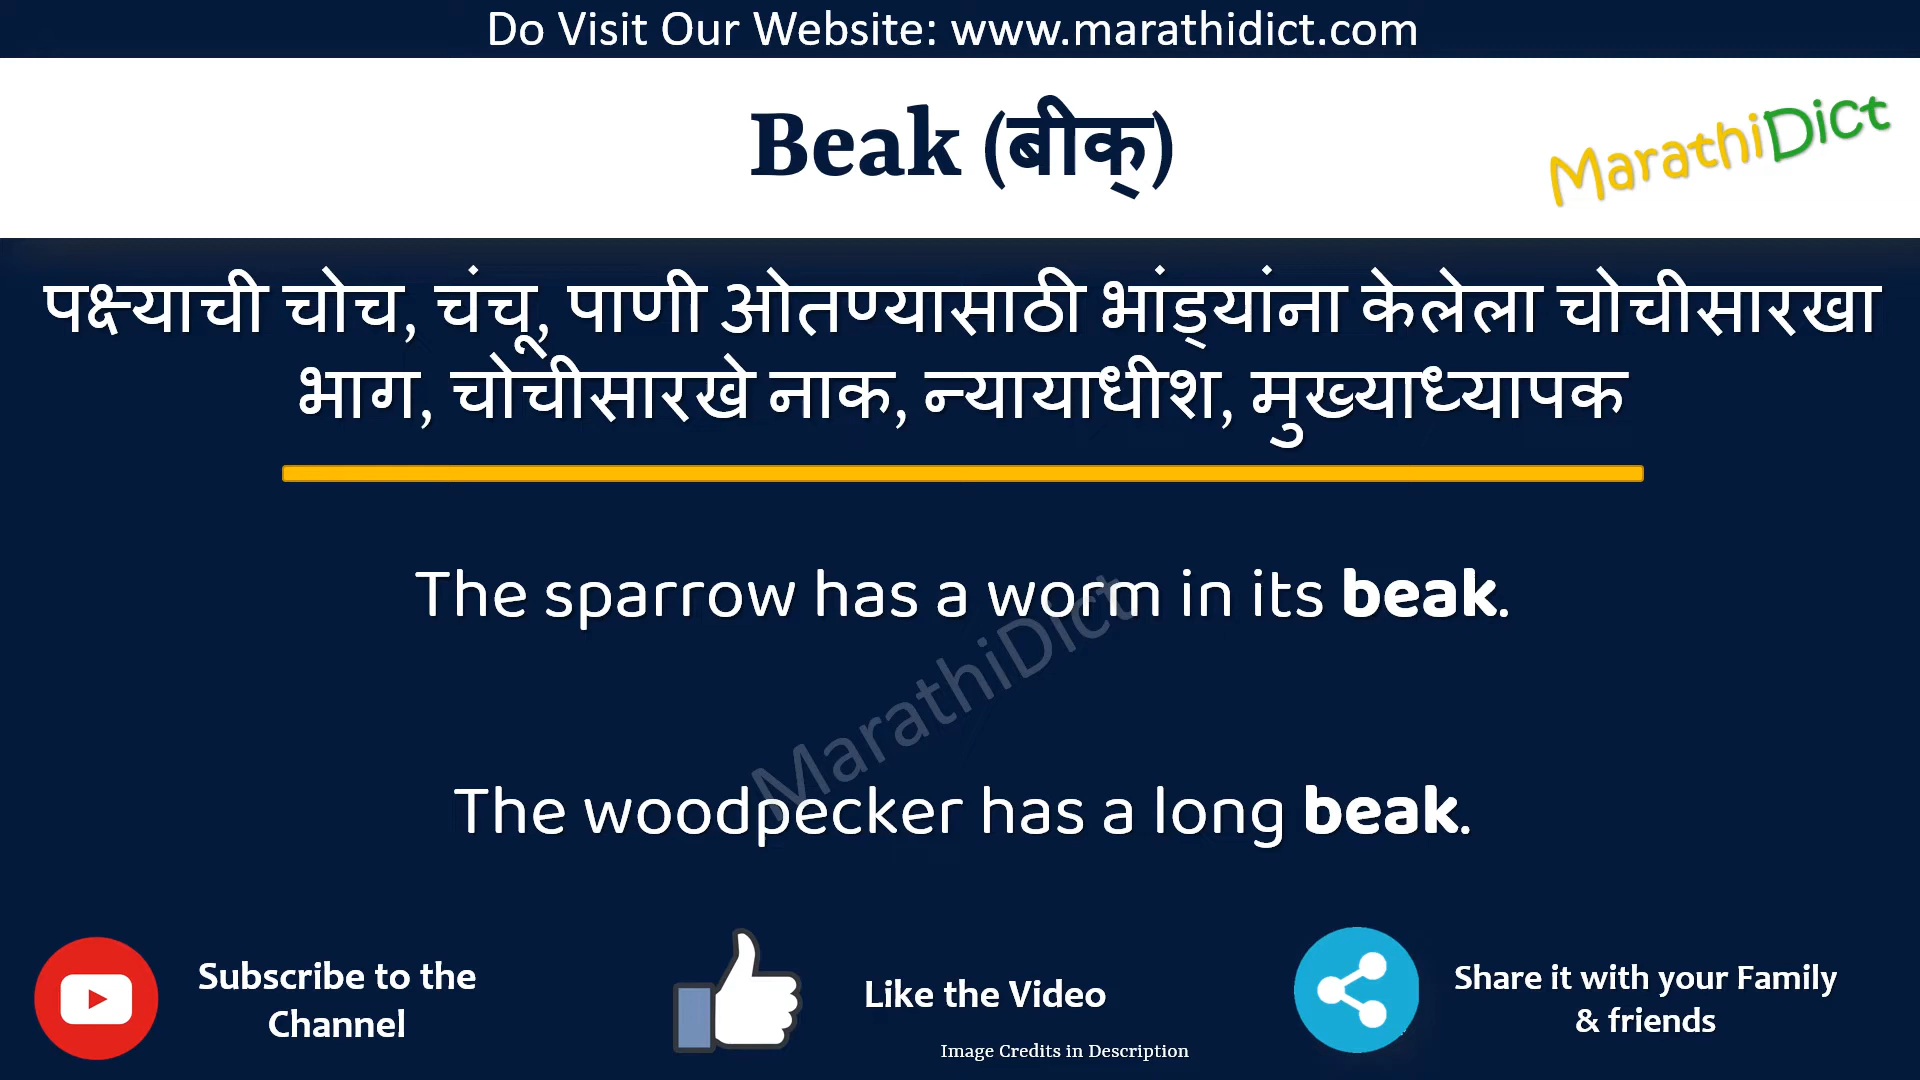 Do Visit Our Website: www.marathidict.com
Beak (बीक्)
MarathiDict
पक्ष्याची चोच, चंचू, पाणी ओतण्यासाठी भांड्यांना केलेला चोचीसारखा
भाग, चोचीसारखे नाक, न्यायाधीश, मुख्याध्यापक
The sparrow has a worm in its beak.
MarathiDict
The woodpecker has a long beak.
Subscribe to the
Channel
Like the Video
Share it with your Family
& friends
Image Credits in Description